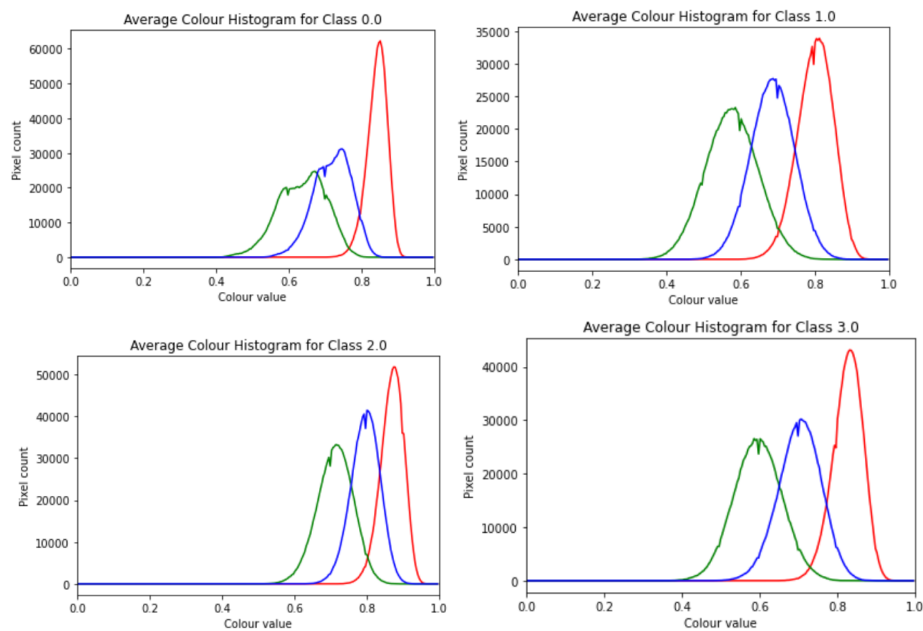 Average Colour Histogram for Class 0.0
60000
50000
40000
30000
20000
10000
0
Pixel count
0.0 0.2 0.4 0.6 0.8 1.0
Colour value
Average Colour Histogram for Class 1.0
35000
30000
25000
20000
15000
10000
5000
0
Pixel count
0.0 0.2 0.4 0.6 0.8 1.0
Colour value
Average Colour Histogram for Class 2.0
50000
40000
30000
20000
10000
0
Pixel count
0.0 0.2 0.4 0.6 0.8 1.0
Colour value
Average Colour Histogram for Class 3.0
40000
30000
20000
10000
0
Pixel count
0.0 0.2 0.4 0.6 0.8 1.0
Colour value